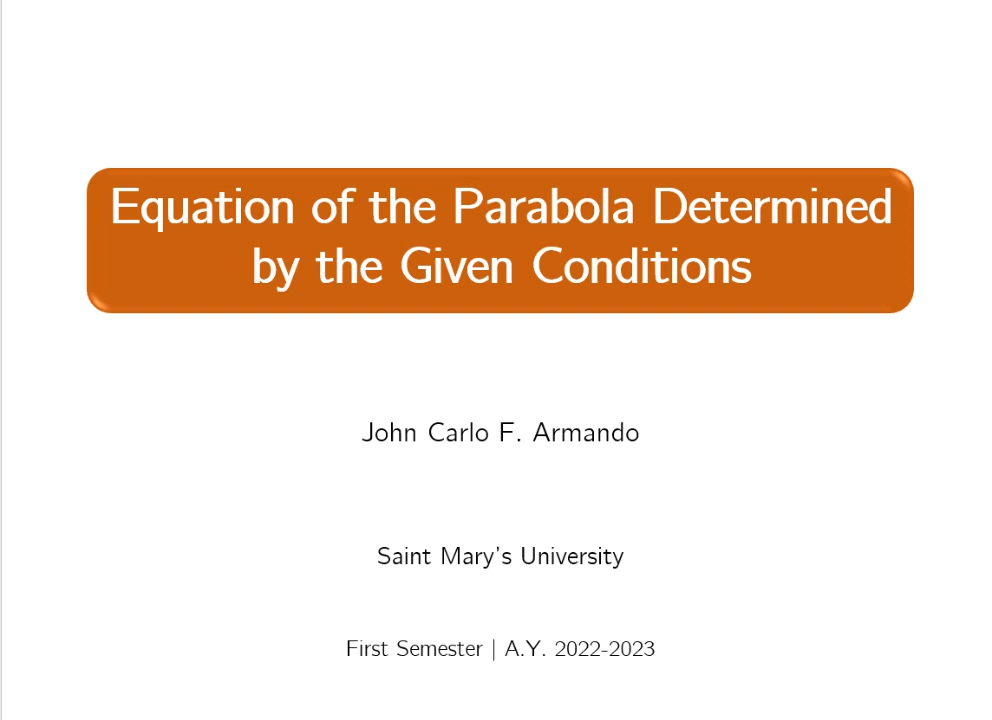 Equation of the Parabola Determined
by the Given Conditions
John Carlo F. Armando
Saint Mary's University
First Semester | A.Y. 2022-2023